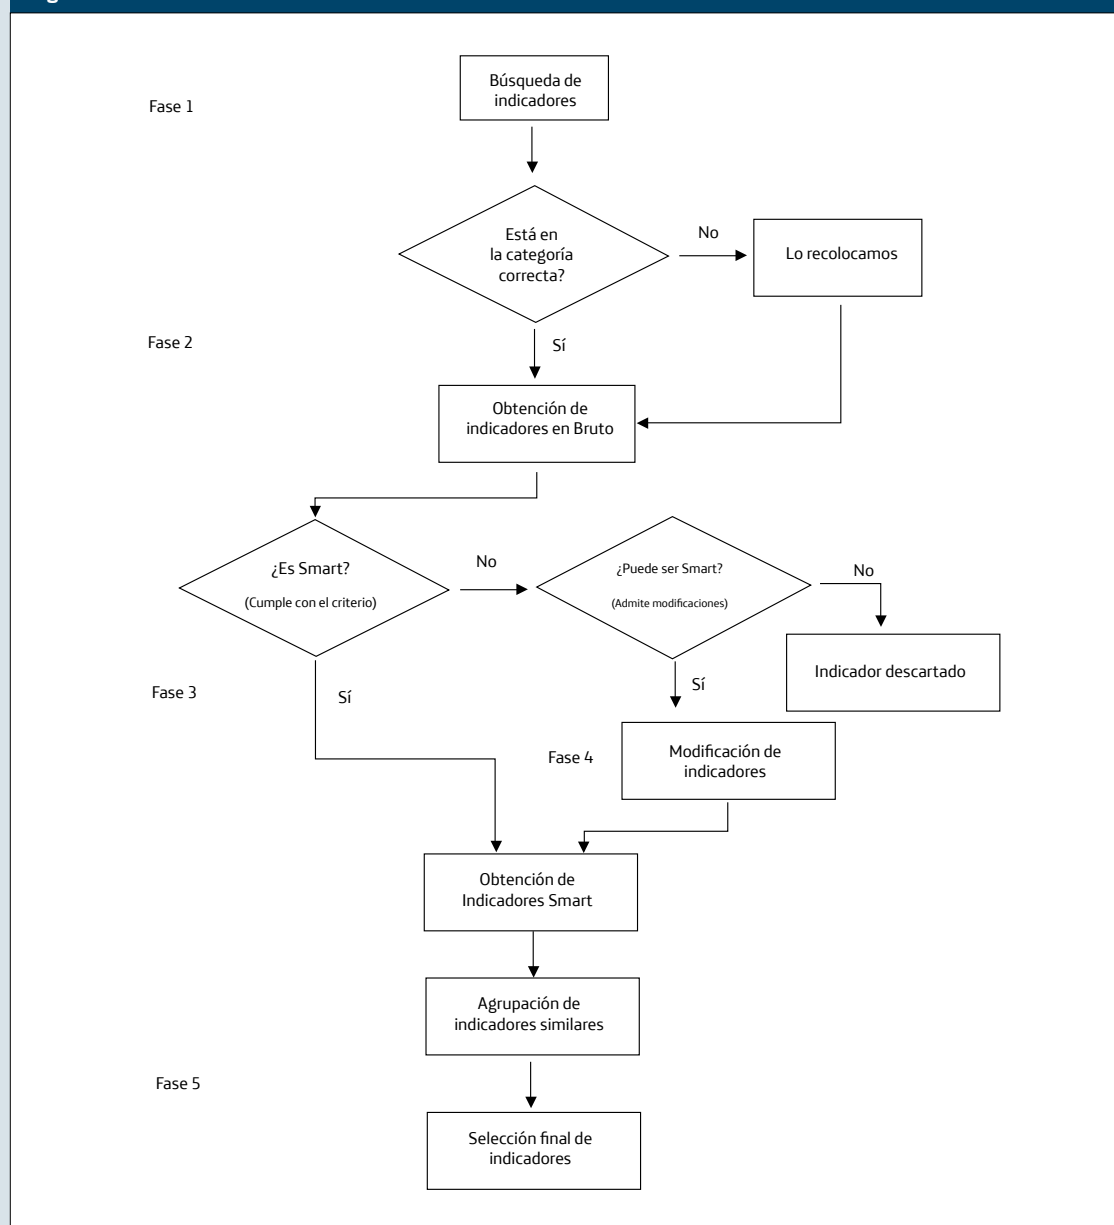 Fase 1
Búsqueda de
indicadores
Está en
la categoría
correcta?
No
Lo recolocamos
Fase 2
Sí
Obtención de
indicadores en Bruto
¿Es Smart?
(Cumple con el criterio)
No
¿Puede ser Smart?
(Admite modificaciones)
No
Indicador descartado
Fase 3
Sí
Sí
Fase 4
Modificación de
indicadores
Obtención de
Indicadores Smart
Agrupación de
indicadores similares
Fase 5
Selección final de
indicadores